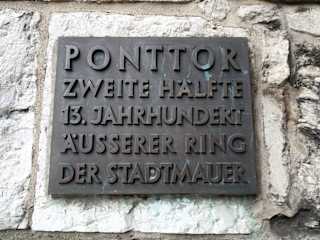 PONTTOR
ZWEITE HÄLFTE
13. JAHRHUNDERT
ÄUSSERER RING
DER STADTMAUER